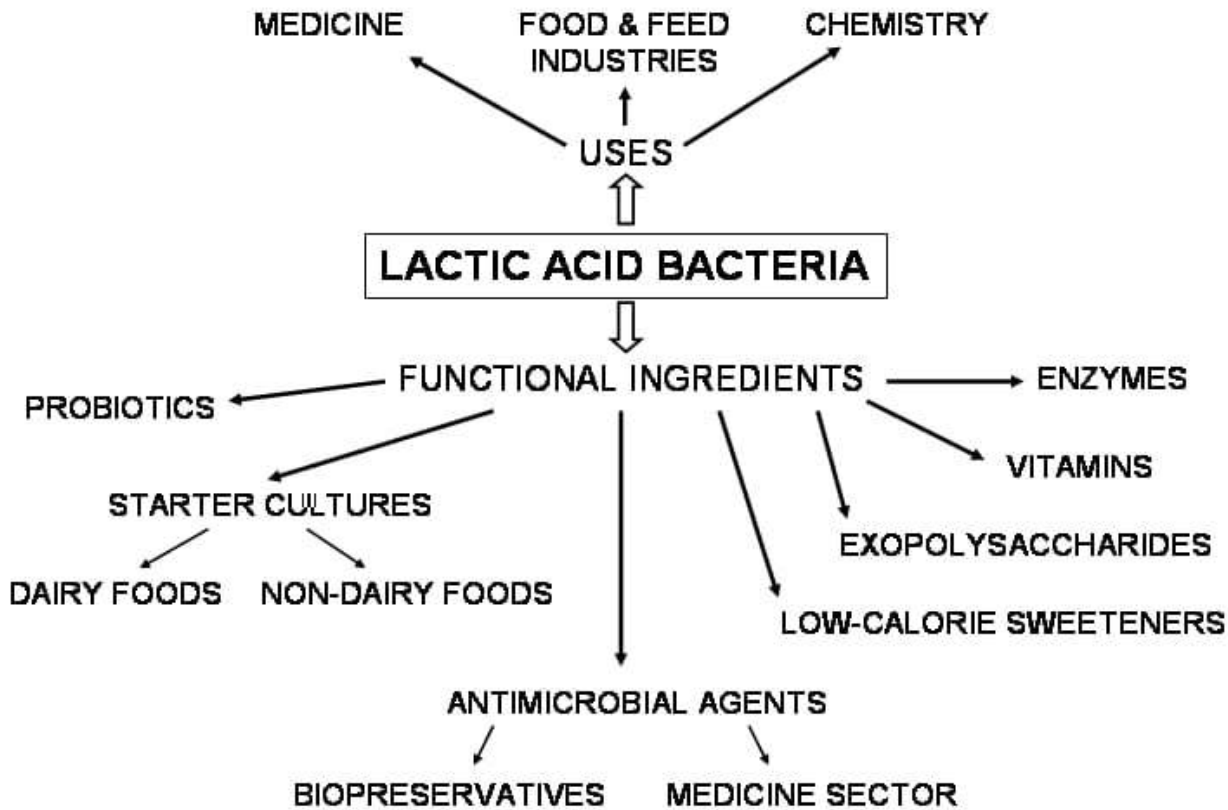 MEDICINE
FOOD & FEED
INDUSTRIES
CHEMISTRY
USES
LACTIC ACID BACTERIA
FUNCTIONAL INGREDIENTS
PROBIOTICS
ENZYMES
VITAMINS
STARTER CULTURES
EXOPOLYSACCHARIDES
DAIRY FOODS
NON-DAIRY FOODS
LOW-CALORIE SWEETENERS
ANTIMICROBIAL AGENTS
BIOPRESERVATIVES
MEDICINE SECTOR